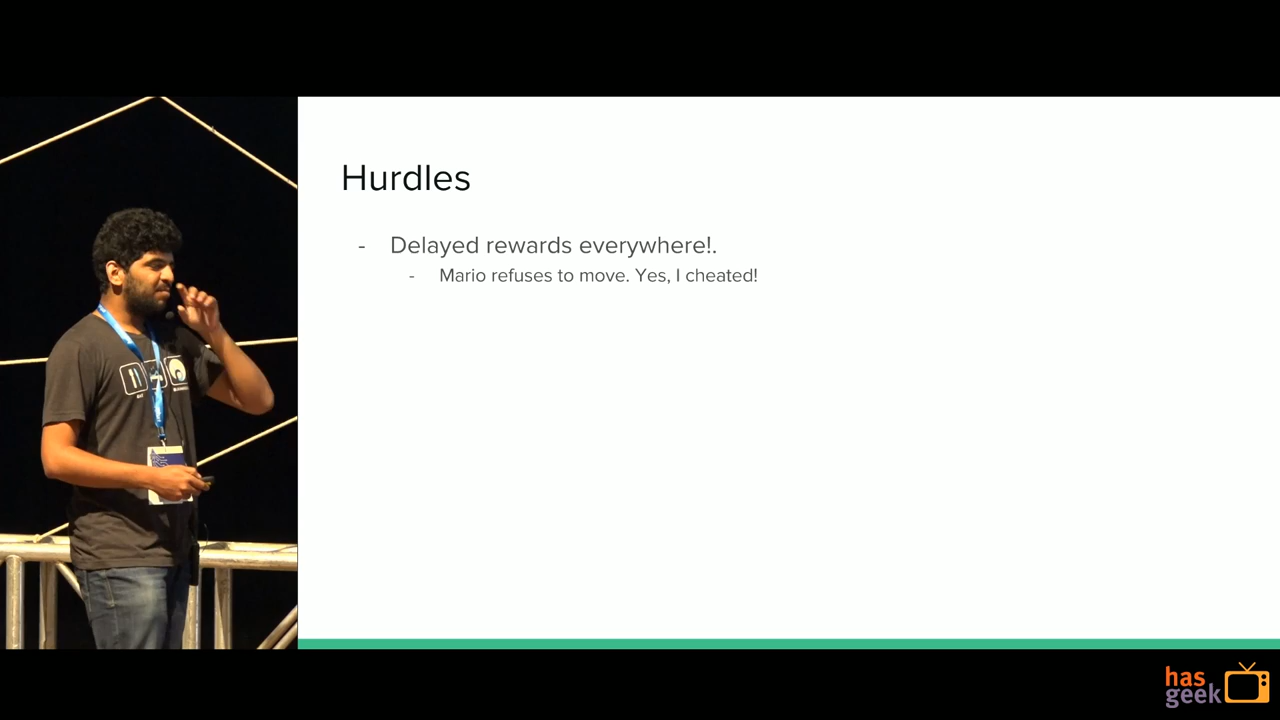 Hurdles
- Delayed rewards everywhere!.
- Mario refuses to move. Yes, I cheated!
has
geek